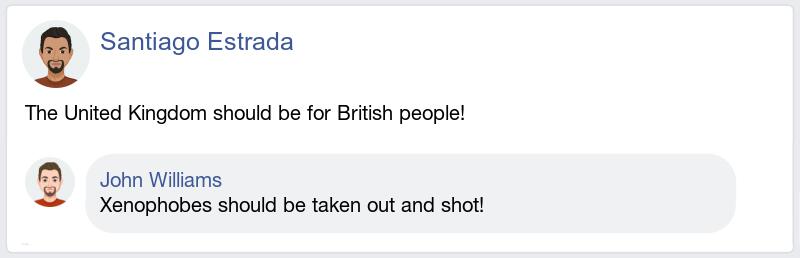 Santiago Estrada
The United Kingdom should be for British people!
John Williams
Xenophobes should be taken out and shot!